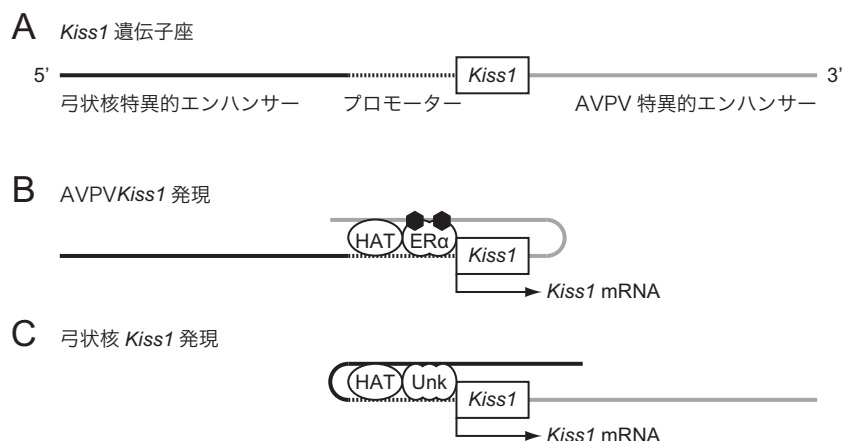 A Kiss1 遺伝子座
5’ Kiss1 3’
弓状核特異的エンハンサー プロモーター AVPV 特異的エンハンサー
B AVPVKiss1 発現
HAT ERα Kiss1
Kiss1 mRNA
C 弓状核 Kiss1 発現
HAT Unk Kiss1
Kiss1 mRNA